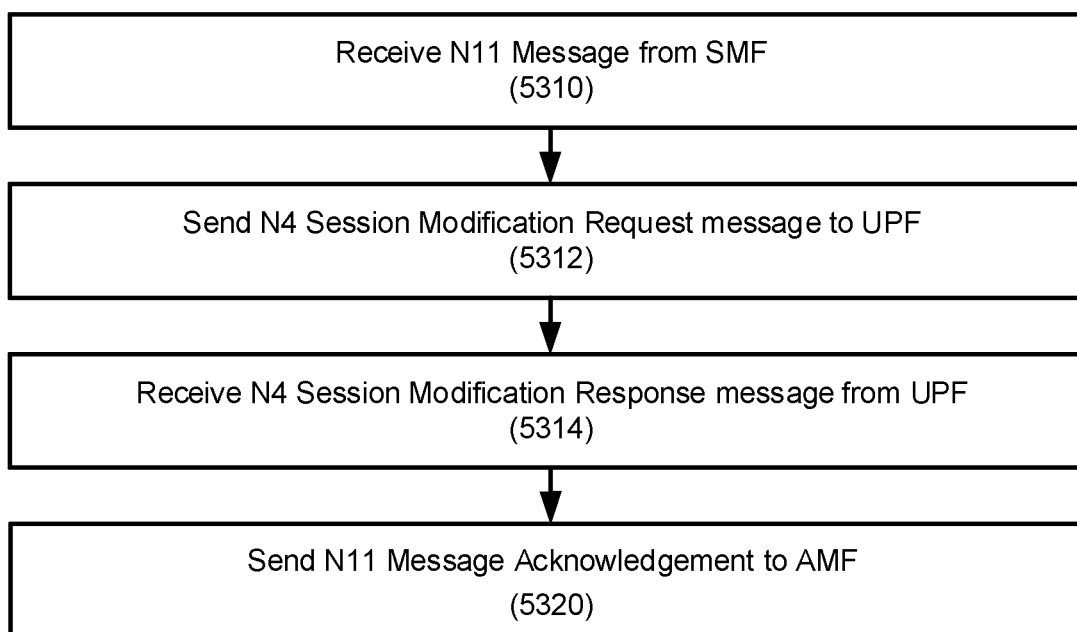 Receive N11 Message from SMF
(5310)
Send N4 Session Modification Request message to UPF
(5312)
Receive N4 Session Modification Response message from UPF
(5314)
Send N11 Message Acknowledgement to AMF
(5320)